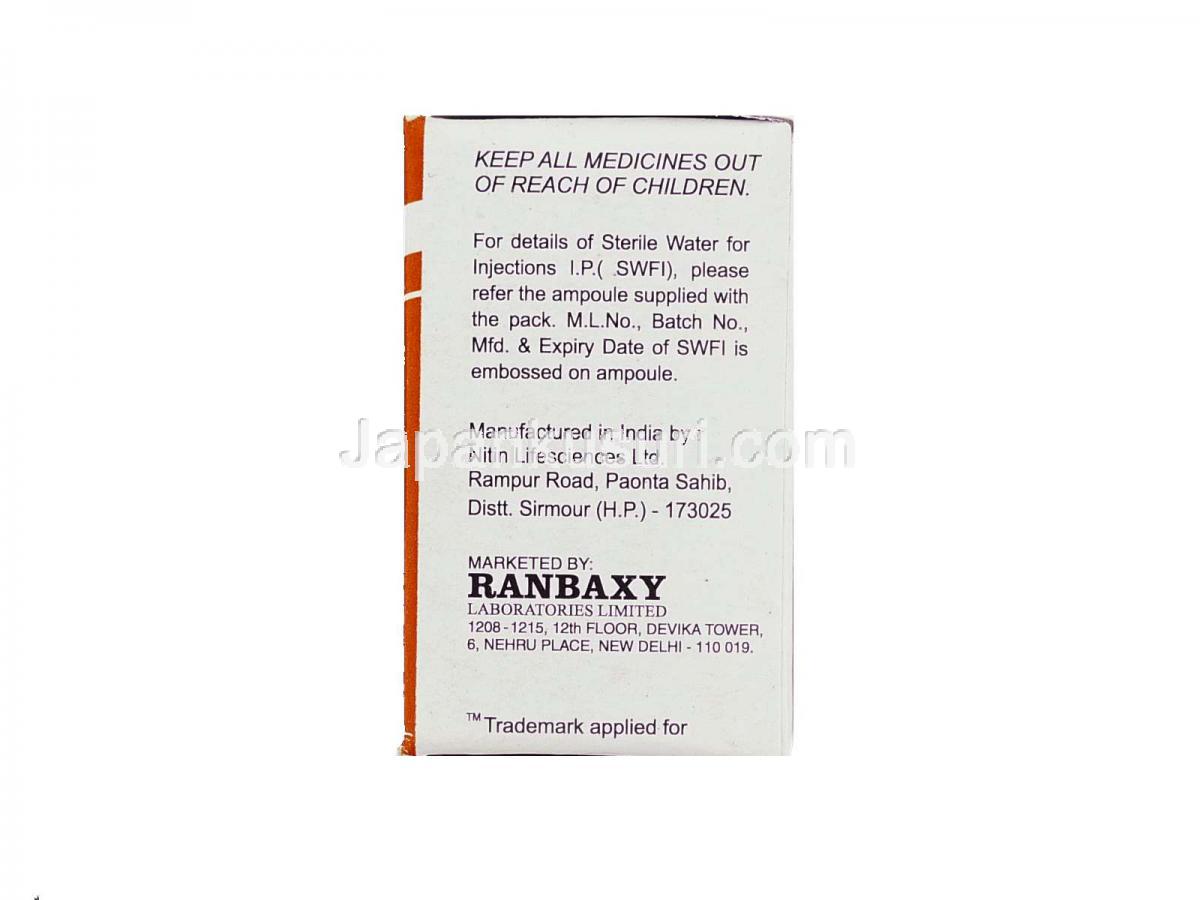 KEEP ALL MEDICINES OUT
OF REACH OF CHILDREN.
For details of Sterile Water for
Injections I.P.( SWFI), please
refer the ampoule supplied with
the pack. M.L.No., Batch No.,
Mfd. & Expiry Date of SWFI is
embossed on ampoule.
Manufactured in India by :
Nitin Lifesciences Ltd.
Japankusuri.com
Rampur Road, Paonta Sahib,
Distt. Sirmour (H.P.) - 173025
MARKETED BY:
RANBAXY
LABORATORIES LIMITED
1208-1215, 12th FLOOR, DEVIKA TOWER,
6, NEHRU PLACE, NEW DELHI - 110 019.
™ Trademark applied for